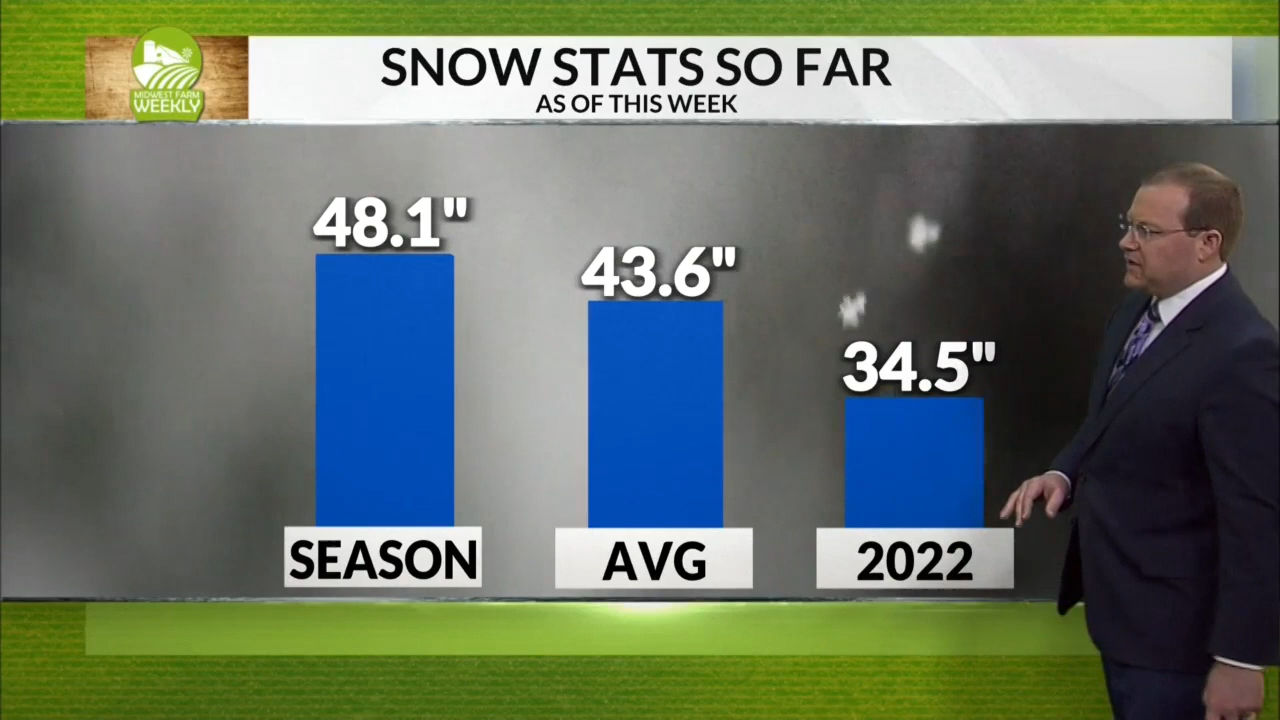 SNOW STATS SO FAR
AS OF THIS WEEK
MIDWEST FARM
WEEKLY
48.1"
43.6"
34.5"
SEASON
AVG
2022